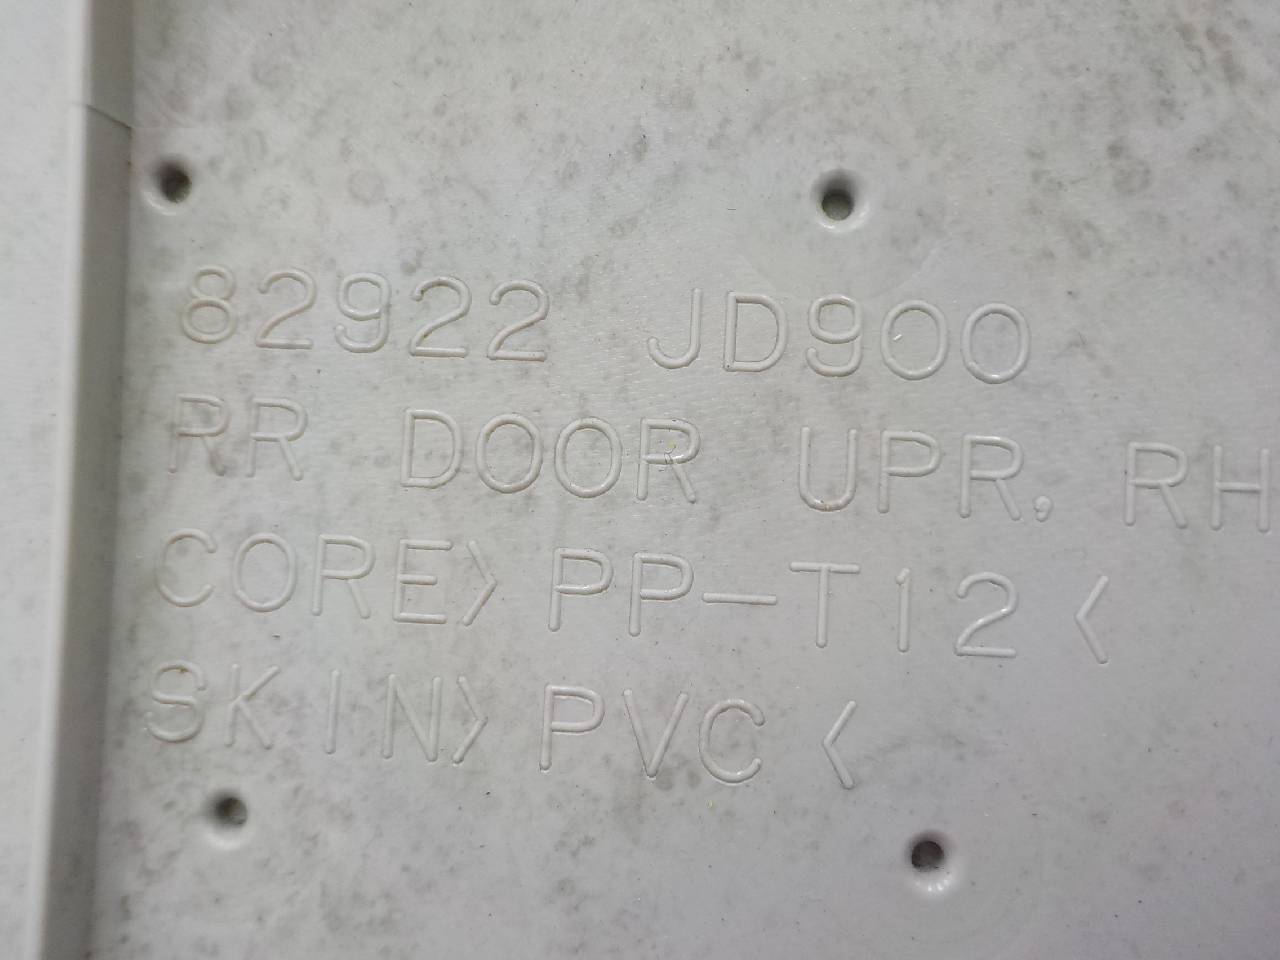 82922 JD900
RR DOOR UPR, RH
CORE>PP-T12<
SKIN>PVC<